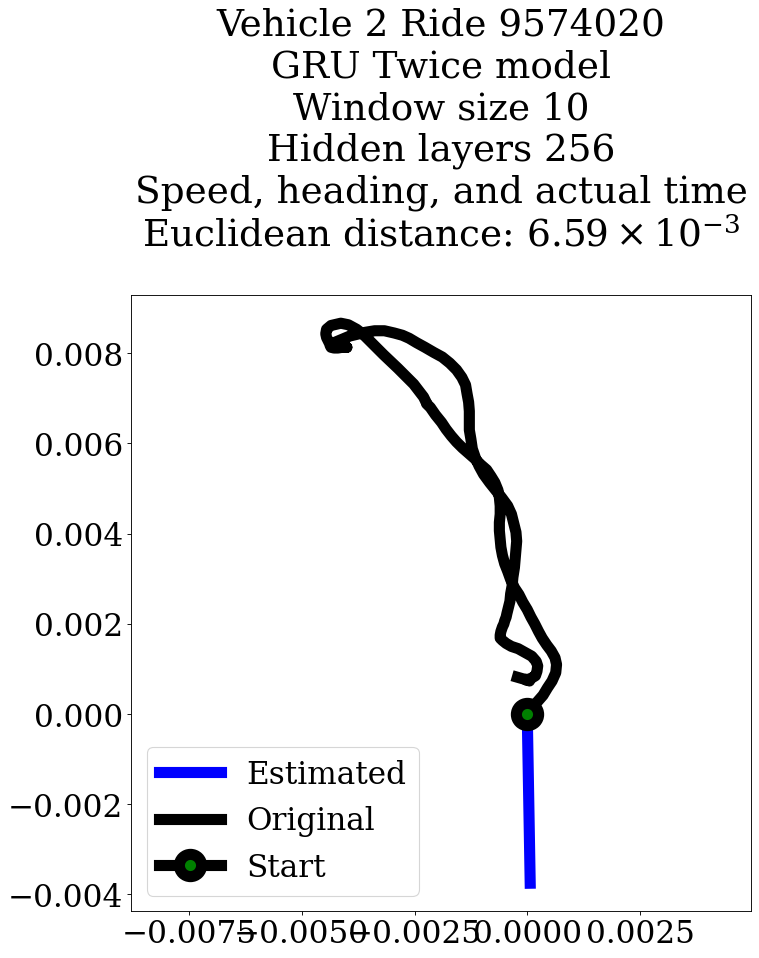 Vehicle 2 Ride 9574020
GRU Twice model
Window size 10
Hidden layers 256
Speed, heading, and actual time
Euclidean distance: 6.59 × 10⁻³
0.008
0.006
0.004
0.002
0.000
−0.002
−0.004
Estimated
Original
Start
−0.0075 −0.0050 −0.0025 0.0000 0.0025